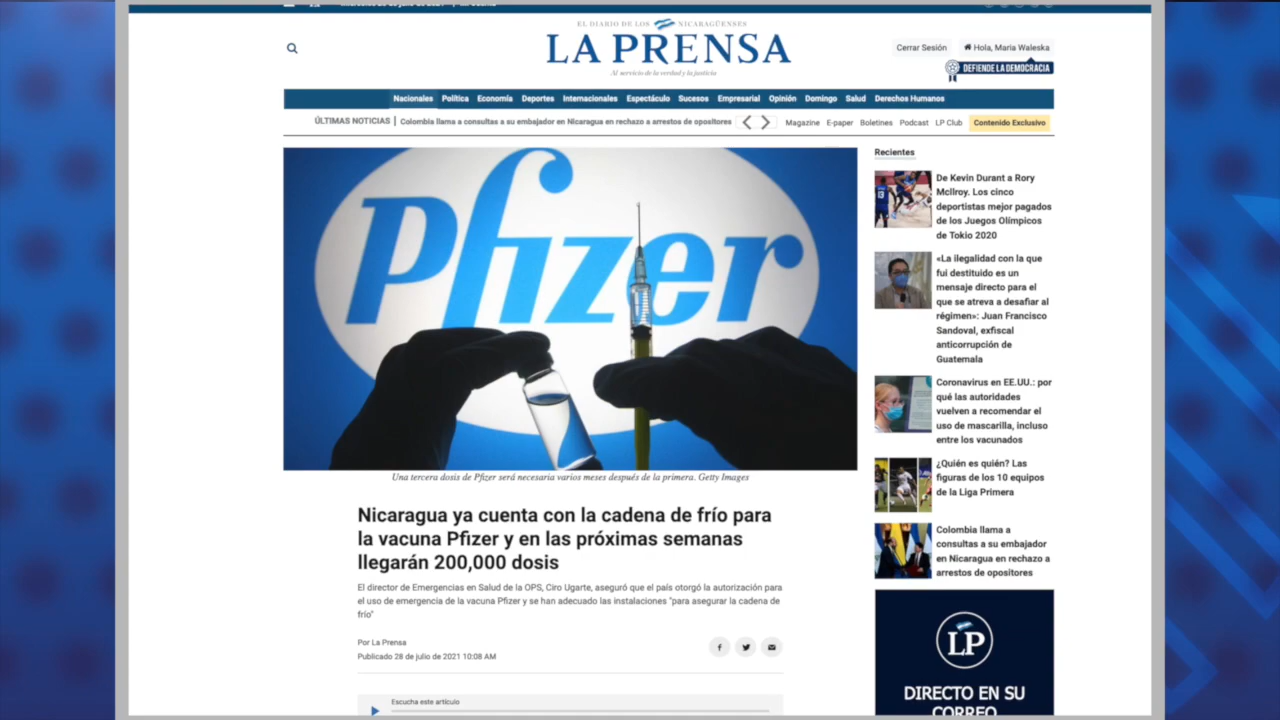 EL DIARIO DE LOS NICARAGÜENSES
LA PRENSA
Al servicio de la verdad y la justicia
Cerrar Sesión
Hola, Maria Waleska
DEFIENDE LA DEMOCRACIA
Nacionales Política Economía Deportes Internacionales Espectáculo Sucesos Empresarial Opinión Domingo Salud Derechos Humanos
ÚLTIMAS NOTICIAS | Colombia llama a consultas a su embajador en Nicaragua en rechazo a arrestos de opositores
Magazine E-paper Boletines Podcast LP Club Contenido Exclusivo
Pfizer
Una tercera dosis de Pfizer será necesaria varios meses después de la primera. Getty Images
Nicaragua ya cuenta con la cadena de frío para
la vacuna Pfizer y en las próximas semanas
llegarán 200,000 dosis
El director de Emergencias en Salud de la OPS, Ciro Ugarte, aseguró que el país otorgó la autorización para
el uso de emergencia de la vacuna Pfizer y se han adecuado las instalaciones "para asegurar la cadena de
frío"
Por La Prensa
Publicado 28 de julio de 2021 10:08 AM
Escucha este artículo
Recientes
De Kevin Durant a Rory
McIlroy. Los cinco
deportistas mejor pagados
de los Juegos Olímpicos
de Tokio 2020
«La ilegalidad con la que
fui destituido es un
mensaje directo para el
que se atreva a desafiar al
régimen»: Juan Francisco
Sandoval, exfiscal
anticorrupción de
Guatemala
Coronavirus en EE.UU.: por
qué las autoridades
vuelven a recomendar el
uso de mascarilla, incluso
entre los vacunados
¿Quién es quién? Las
figuras de los 10 equipos
de la Liga Primera
Colombia llama a
consultas a su embajador
en Nicaragua en rechazo a
arrestos de opositores
LP
DIRECTO EN SU
CORREO